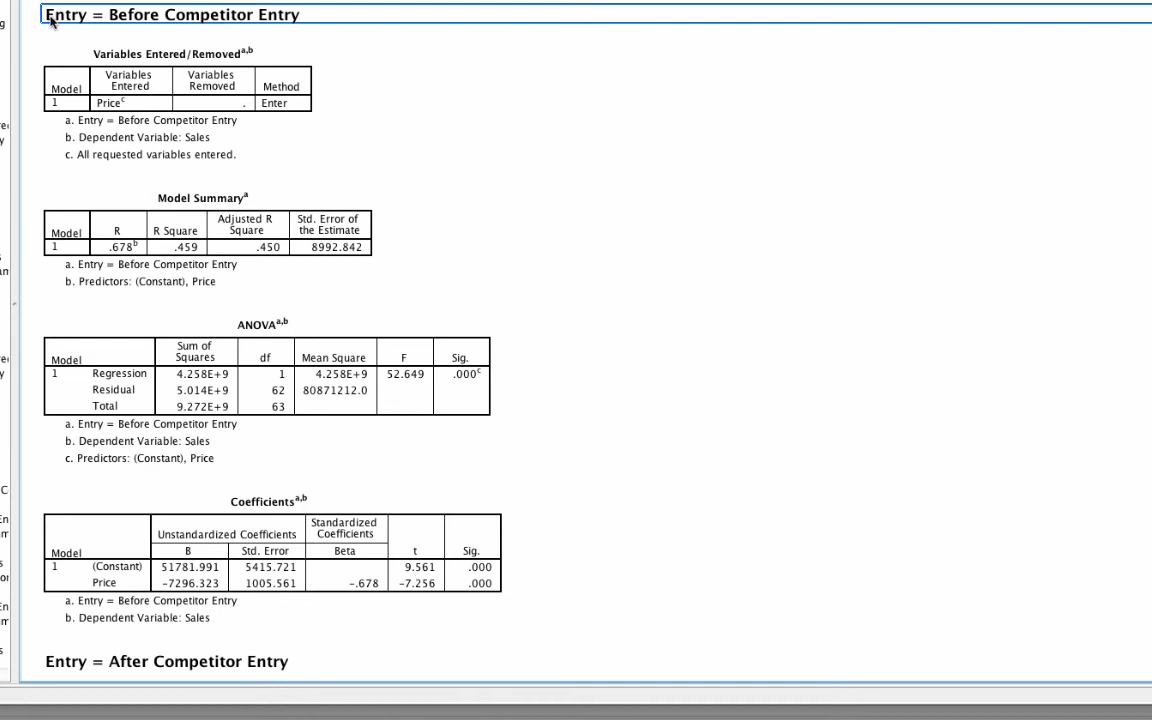 Entry = Before Competitor Entry
Variables Entered/Removeda,b
Model Variables Entered Variables Removed Method
1 Pricec . Enter
a. Entry = Before Competitor Entry
b. Dependent Variable: Sales
c. All requested variables entered.
Model Summarya
Model R R Square Adjusted R Square Std. Error of the Estimate
1 .678b .459 .450 8992.842
a. Entry = Before Competitor Entry
b. Predictors: (Constant), Price
ANOVAa,b
Model Sum of Squares df Mean Square F Sig.
1 Regression 4.258E+9 1 4.258E+9 52.649 .000c
Residual 5.014E+9 62 80871212.0
Total 9.272E+9 63
a. Entry = Before Competitor Entry
b. Dependent Variable: Sales
c. Predictors: (Constant), Price
Coefficientsa,b
Model Unstandardized Coefficients Standardized Coefficients t Sig.
B Std. Error Beta
1 (Constant) 51781.991 5415.721 9.561 .000
Price -7296.323 1005.561 -.678 -7.256 .000
a. Entry = Before Competitor Entry
b. Dependent Variable: Sales
Entry = After Competitor Entry